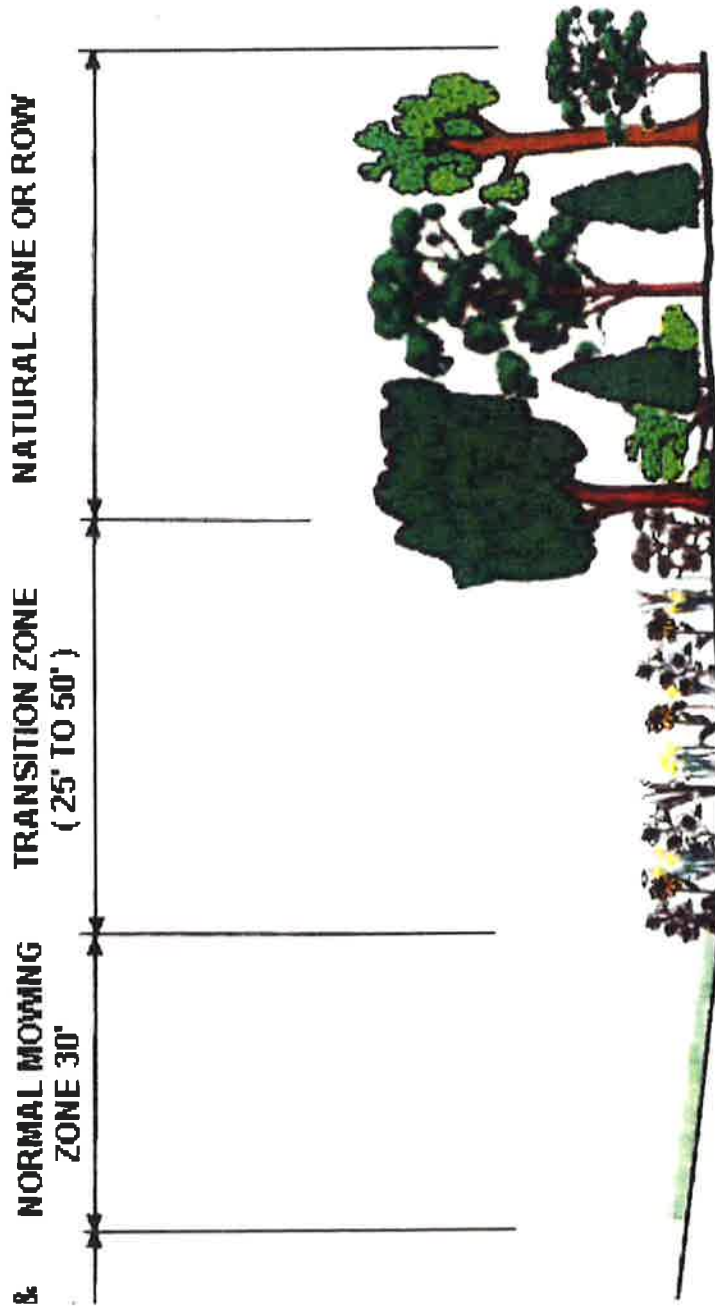 &
NORMAL MOWING
ZONE 30'
TRANSITION ZONE
( 25' TO 50' )
NATURAL ZONE OR ROW